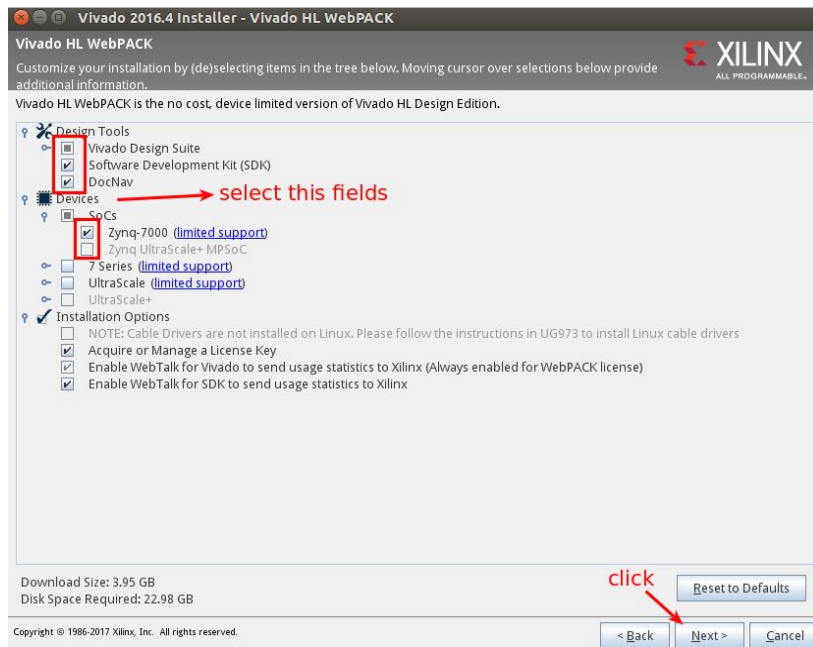 Vivado 2016.4 Installer - Vivado HL WebPACK
Vivado HL WebPACK
Customize your installation by (de)selecting items in the tree below. Moving cursor over selections below provide
additional information.
XILINX
ALL PROGRAMMABLE.
Vivado HL WebPACK is the no cost, device limited version of Vivado HL Design Edition.
Design Tools
Vivado Design Suite
Software Development Kit (SDK)
DocNav
Devices
select this fields
SoCs
Zynq-7000 (limited support)
Zynq UltraScale+ MPSoC
7 Series (limited support)
UltraScale (limited support)
UltraScale+
Installation Options
NOTE: Cable Drivers are not installed on Linux. Please follow the instructions in UG973 to install Linux cable drivers
Acquire or Manage a License Key
Enable WebTalk for Vivado to send usage statistics to Xilinx (Always enabled for WebPACK license)
Enable WebTalk for SDK to send usage statistics to Xilinx
Download Size: 3.95 GB
Disk Space Required: 22.98 GB
click
Reset to Defaults
Copyright © 1986-2017 Xilinx, Inc. All rights reserved.
< Back
Next >
Cancel